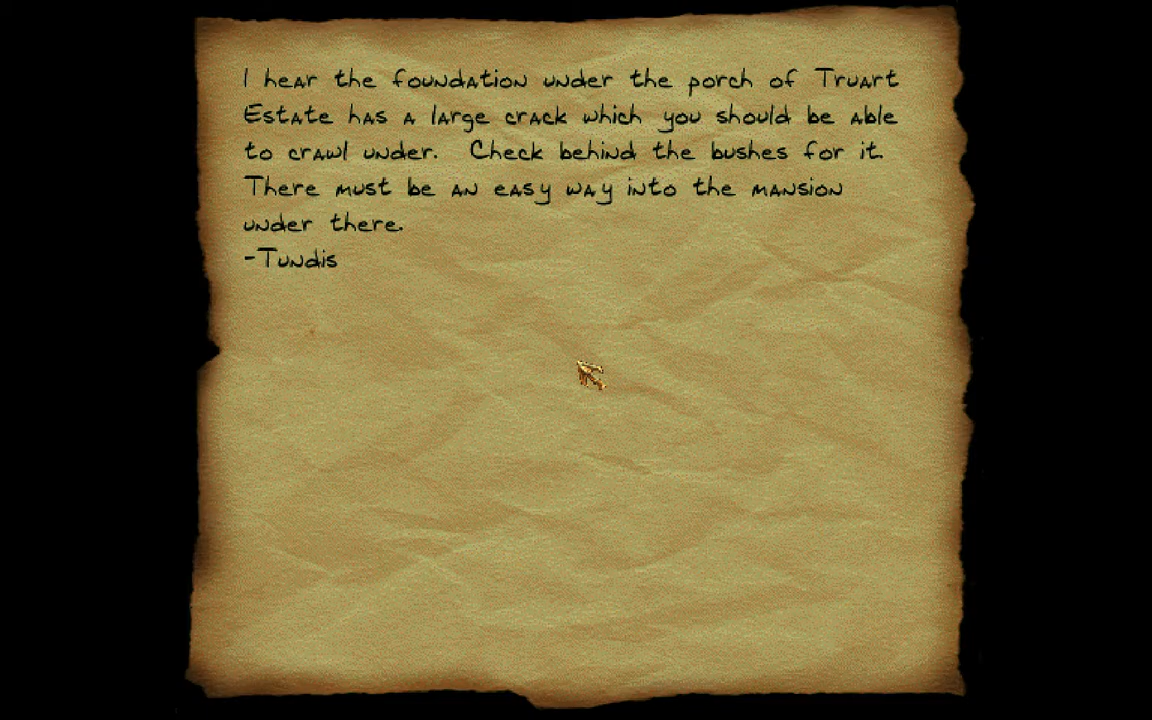 I hear the foundation under the porch of Truart
Estate has a large crack which you should be able
to crawl under.  Check behind the bushes for it.
There must be an easy way into the mansion
under there.
-Tundis